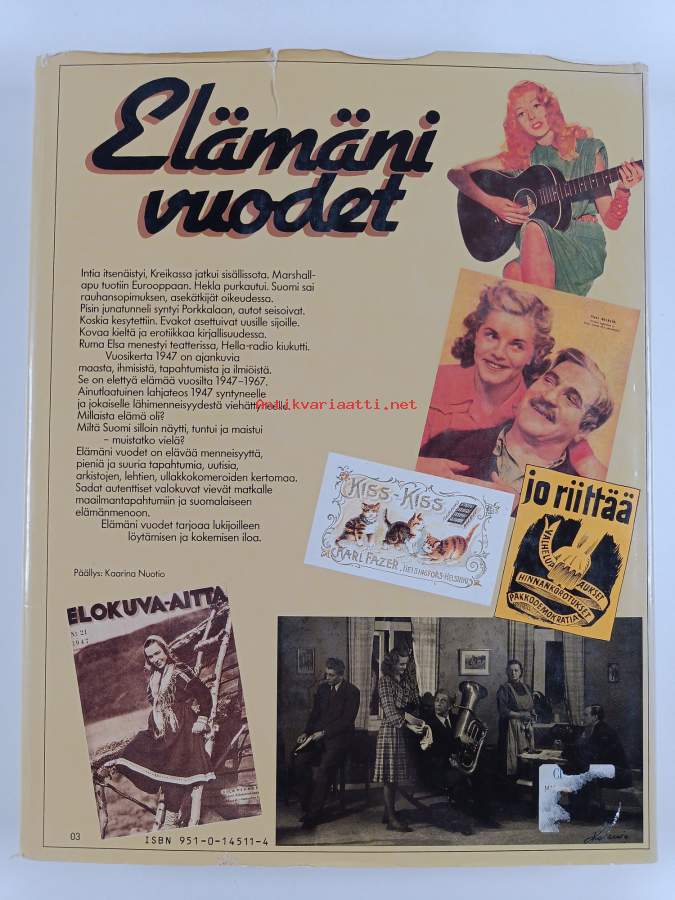 Elämäni
vuodet
Intia itsenäistyi, Kreikassa jatkui sisällissota. Marshall-
apu tuotiin Eurooppaan. Hekla purkautui. Suomi sai
rauhansopimuksen, asekätkijät oikeudessa.
Pisin junatunneli syntyi Porkkalaan, autot seisoivat.
Koskia kesytettiin. Evakot asettuivat uusille sijoille.
Kovaa kieltä ja erotiikkaa kirjallisuudessa.
Ruma Elsa menestyi teatterissa, Hella-radio kiukutti.
Vuosikerta 1947 on ajankuvia
maasta, ihmisistä, tapahtumista ja ilmiöistä.
Se on elettyä elämää vuosilta 1947–1967.
Ainutlaatuinen lahjateos 1947 syntyneelle
ja jokaiselle lähimenneisyydestä viehättyneelle.
Antikvariaatti.net
Millaista elämä oli?
Miltä Suomi silloin näytti, tuntui ja maistui
– muistatko vielä?
Elämäni vuodet on elävää menneisyyttä,
pieniä ja suuria tapahtumia, uutisia,
arkistojen, lehtien, ullakkokomeroiden kertomaa.
Sadat autenttiset valokuvat vievät matkalle
maailmantapahtumiin ja suomalaiseen
elämänmenoon.
Elämäni vuodet tarjoaa lukijoilleen
löytämisen ja kokemisen iloa.
Päällys: Kaarina Nuotio
KISS-KISS
KARL FAZER.
HELSINGFORS-HELSINKI
jo riittää
VALHELUPAUKSET
HINNANKOROTUKSET
PAKKODEMOKRATIA
ELOKUVA-AITTA
N:o 21
1947
03
ISBN 951-0-14511-4